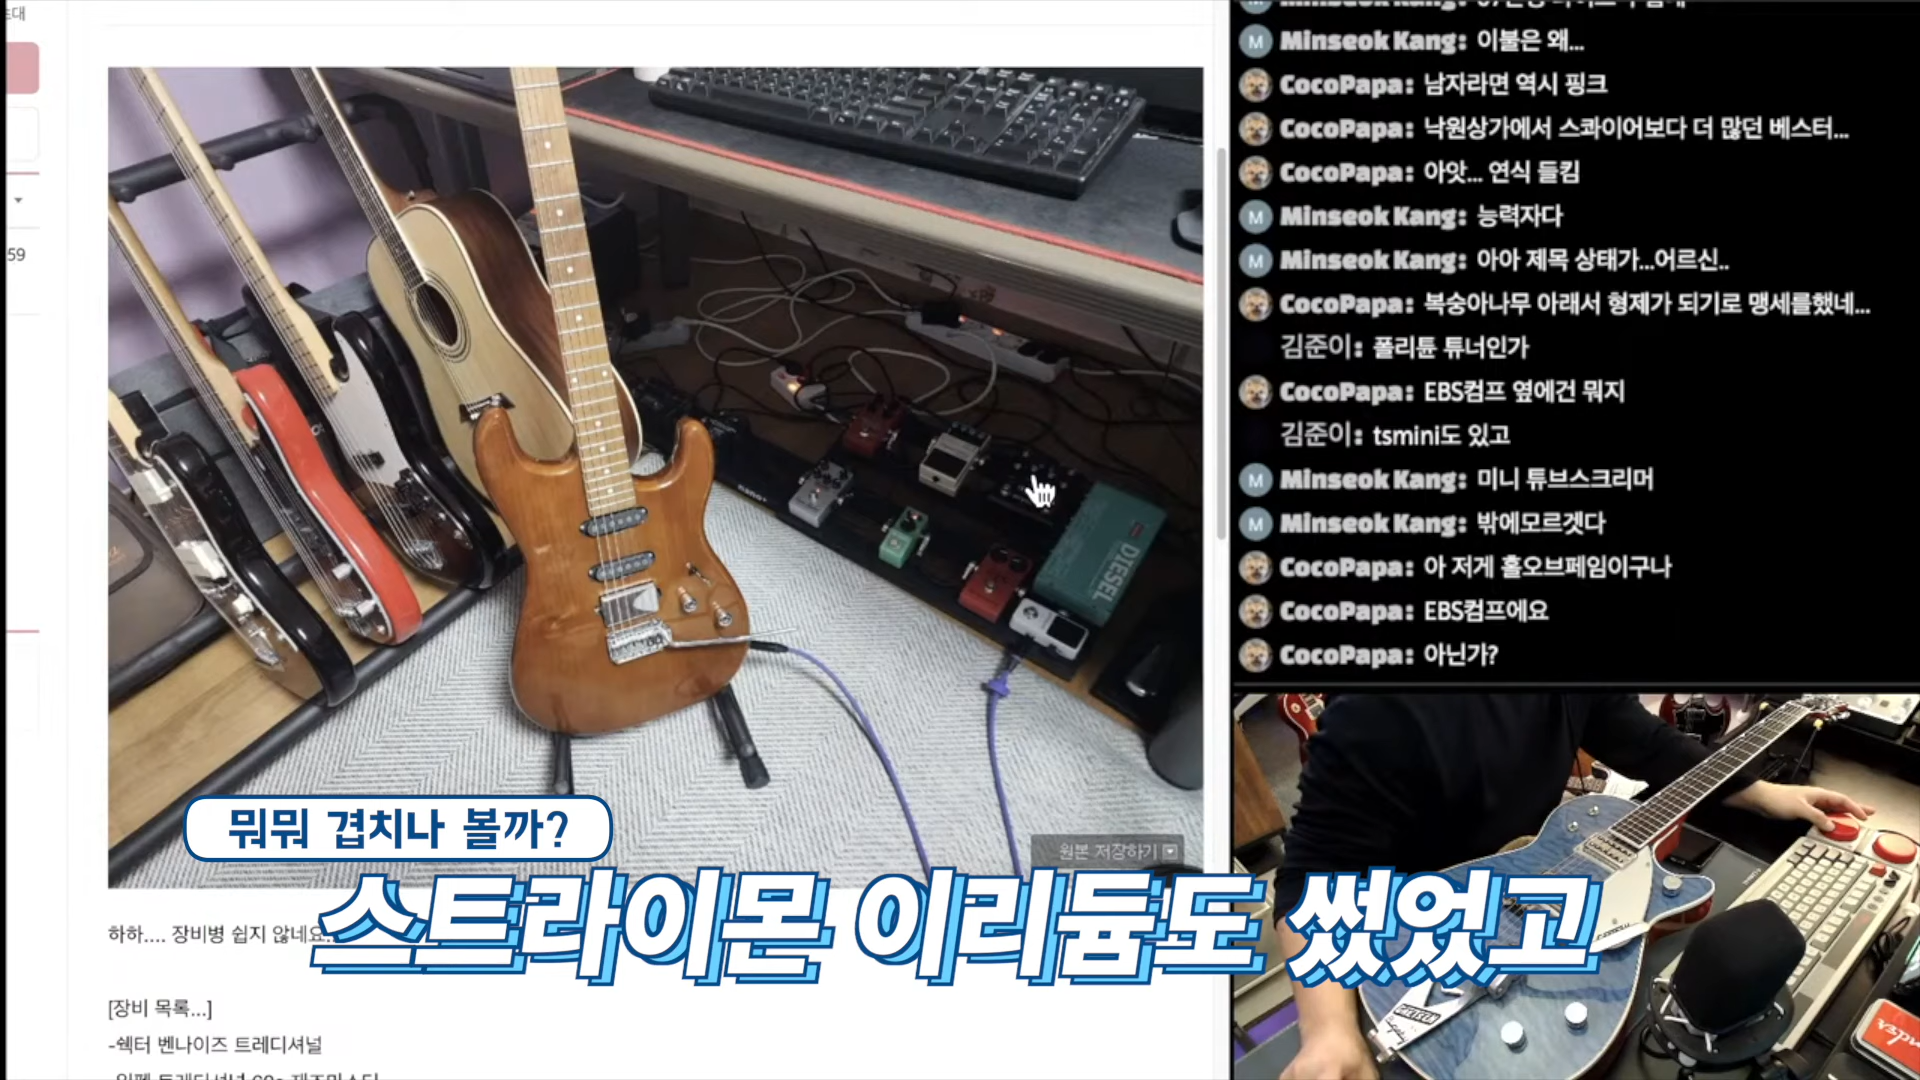 초대
59
DIESEL
원본 저장하기
하하.... 장비병 쉽지 않네요..
[장비 목록...]
-쉑터 벤나이즈 트레디셔널
Minseok Kang: 이불은 왜...
CocoPapa: 남자라면 역시 핑크
CocoPapa: 낙원상가에서 스콰이어보다 더 많던 베스터...
CocoPapa: 아앗... 연식 들킴
Minseok Kang: 능력자다
Minseok Kang: 아아 제목 상태가...어르신..
CocoPapa: 복숭아나무 아래서 형제가 되기로 맹세를했네...
김준이: 폴리튠 튜너인가
CocoPapa: EBS컴프 옆에건 뭐지
김준이: tsmini도 있고
Minseok Kang: 미니 튜브스크리머
Minseok Kang: 밖에모르겟다
CocoPapa: 아 저게 홀오브페임이구나
CocoPapa: EBS컴프에요
CocoPapa: 아닌가?
GRETSCH
뭐뭐 겹치나 볼까?
스트라이몬 이리듐도 썼었고